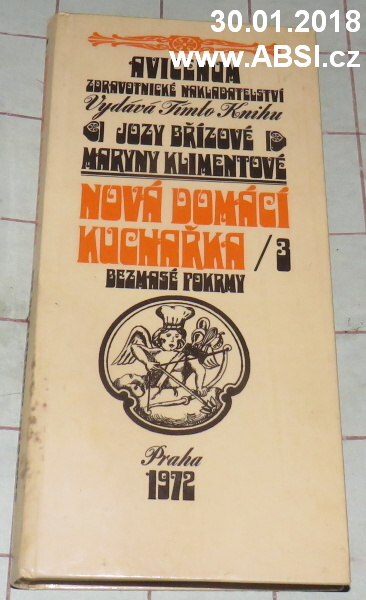 30.01.2018
www.ABSI.cz
AVICENUM
ZDRAVOTNICKÉ NAKLADATELSTVÍ
Vydává Tímto Knihu
JOZY BŘÍZOVÉ
MARYNY KLIMENTOVÉ
NOVÁ DOMÁCÍ
KUCHAŘKA / 3
BEZMASÉ POKRMY
Praha
1972